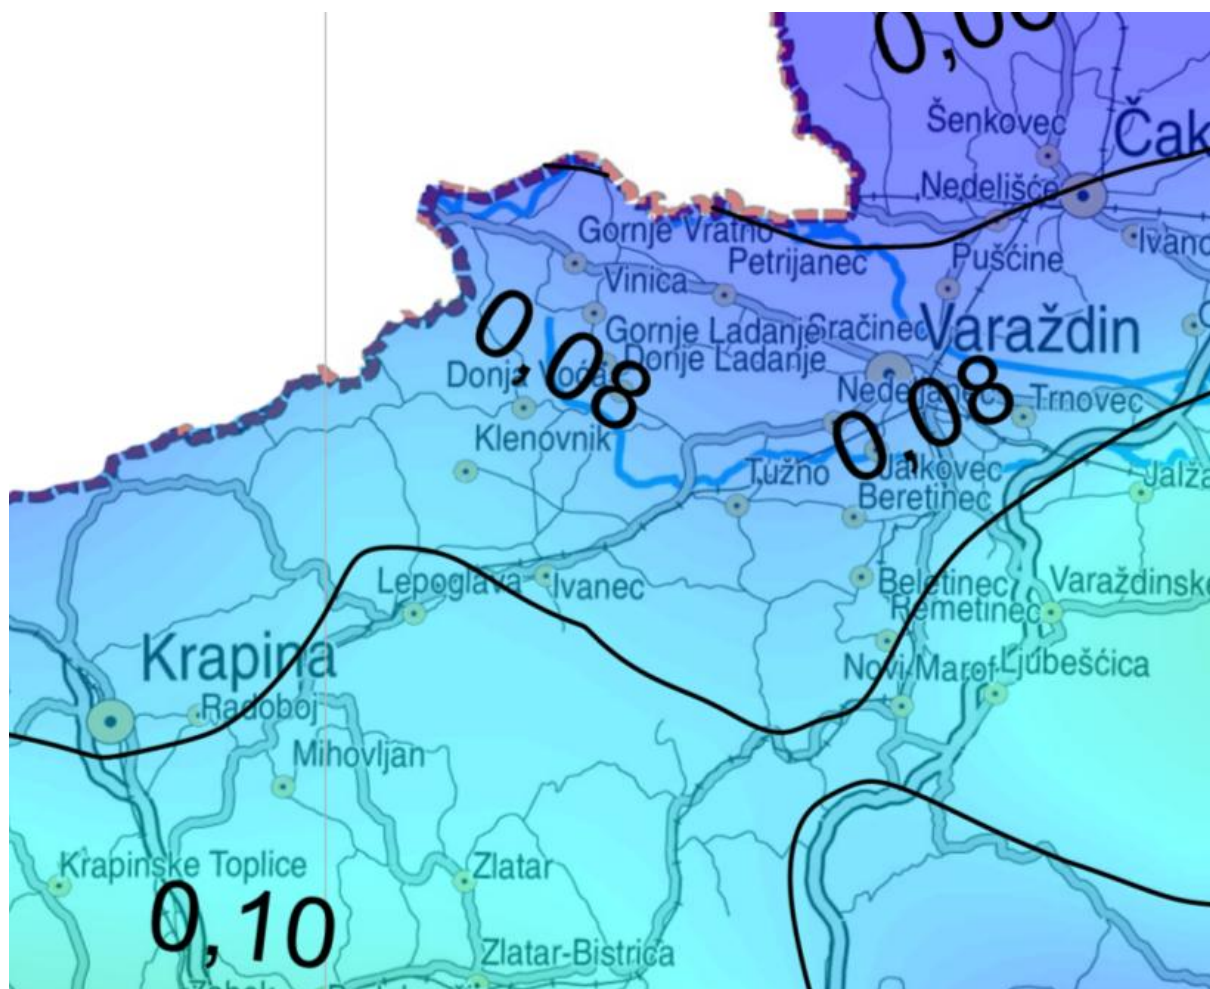 0,06
Šenkovec
Čak
Nedelišće
Gornje Vratno
Ivano
Petrijanec
Pušćine
Vinica
0,08
Gornje Ladanje
Sračinec
Varaždin
Donje Ladanje
Donja Voća
Nedeljanec
Trnovec
0,08
Klenovnik
Tužno
Jalkovec
Jalža
Beretinec
Lepoglava
Ivanec
Beletinec
Varaždinske
Remetinec
Krapina
Novi Marof
Ljubešćica
Radoboj
Mihovljan
Krapinske Toplice
Zlatar
0,10
Zlatar-Bistrica